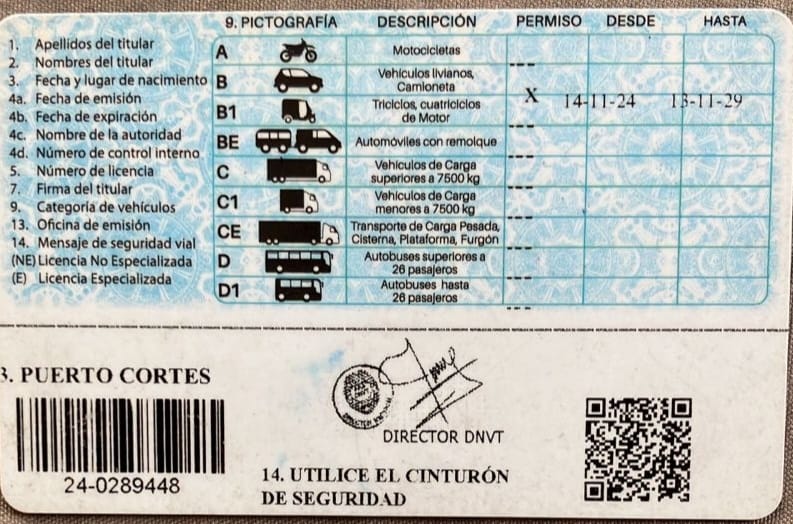 9. PICTOGRAFÍA DESCRIPCIÓN PERMISO DESDE HASTA
1. Apellidos del titular
2. Nombres del titular
3. Fecha y lugar de nacimiento
4a. Fecha de emisión
4b. Fecha de expiración
4c. Nombre de la autoridad
4d. Número de control interno
5. Número de licencia
7. Firma del titular
9. Categoría de vehículos
13. Oficina de emisión
14. Mensaje de seguridad vial
(NE) Licencia No Especializada
(E) Licencia Especializada
A Motocicletas ---
B Vehículos livianos,
Camioneta X 14-11-24 13-11-29
B1 Triciclos, cuatriciclos
de Motor ---
BE Automóviles con remolque ---
C Vehículos de Carga
superiores a 7500 kg ---
C1 Vehículos de Carga
menores a 7500 kg ---
CE Transporte de Carga Pesada,
Cisterna, Plataforma, Furgón ---
D Autobuses superiores a
26 pasajeros ---
D1 Autobuses hasta
26 pasajeros ---
3. PUERTO CORTES
24-0289448
DIRECTOR DNVT
14. UTILICE EL CINTURÓN
DE SEGURIDAD